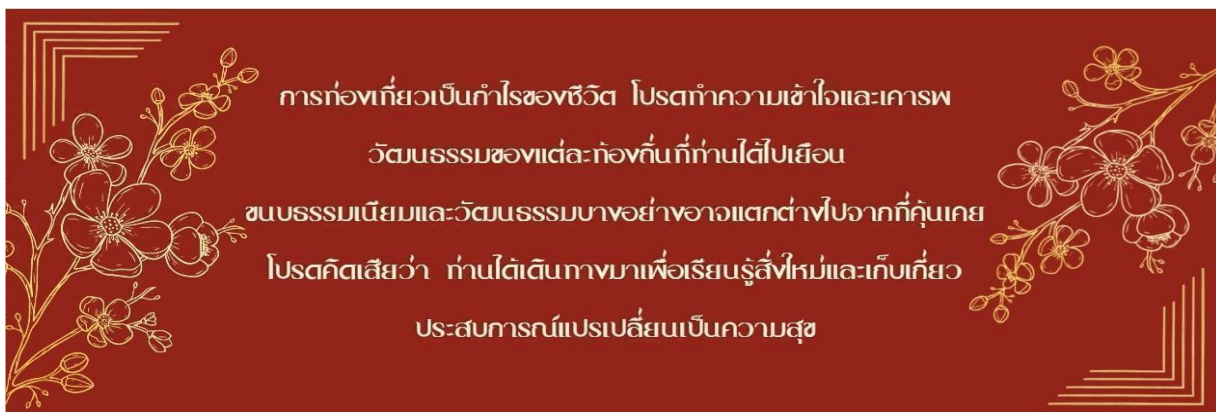 การท่องเที่ยวเป็นกำไรของชีวิต โปรดทำความเข้าใจและเคารพ
วัฒนธรรมของแต่ละท้องถิ่นที่ท่านได้ไปเยือน
ขนบธรรมเนียมและวัฒนธรรมบางอย่างอาจแตกต่างไปจากที่คุ้นเคย
โปรดคิดเสียว่า ท่านได้เดินทางมาเพื่อเรียนรู้สิ่งใหม่และเก็บเกี่ยว
ประสบการณ์แปรเปลี่ยนเป็นความสุข